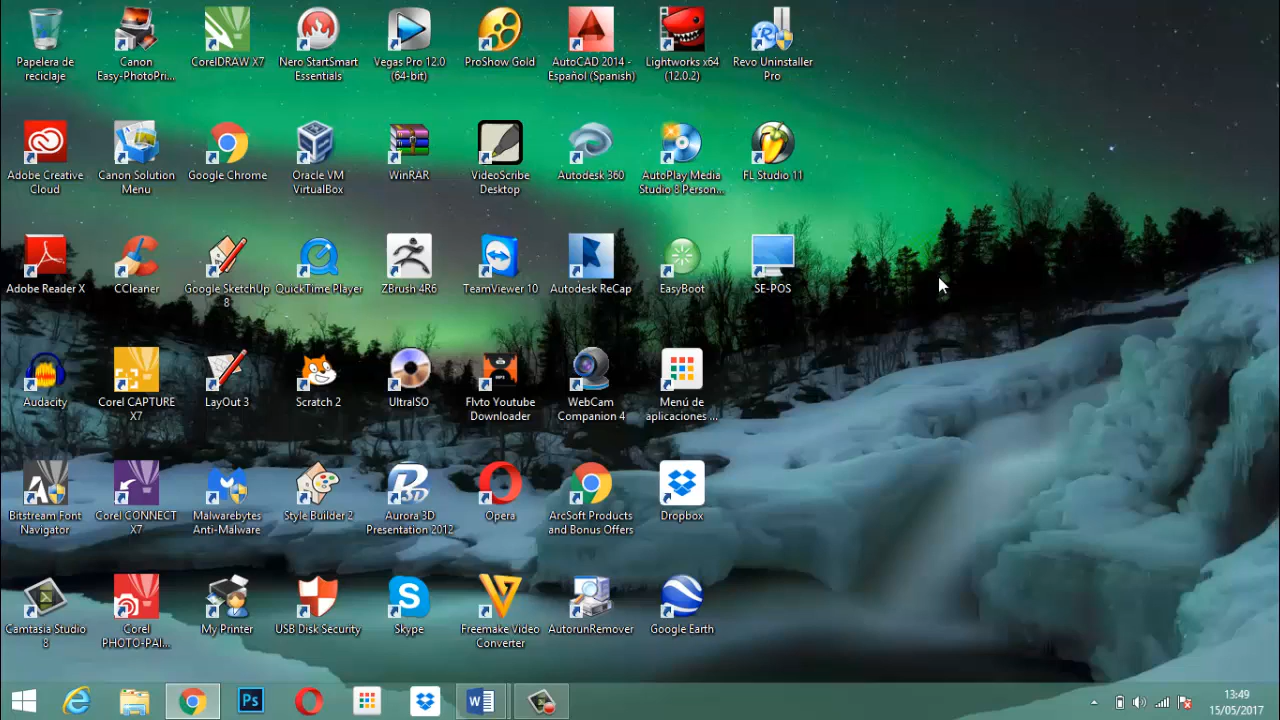 Papelera de
reciclaje
Canon
Easy-PhotoPri...
CorelDRAW X7
Nero StartSmart
Essentials
Vegas Pro 12.0
(64-bit)
ProShow Gold
AutoCAD 2014 -
Español (Spanish)
Lightworks x64
(12.0.2)
Revo Uninstaller
Pro
Adobe Creative
Cloud
Canon Solution
Menu
Google Chrome
Oracle VM
VirtualBox
WinRAR
VideoScribe
Desktop
Autodesk 360
AutoPlay Media
Studio 8 Person...
FL Studio 11
Adobe Reader X
CCleaner
Google SketchUp
8
QuickTime Player
ZBrush 4R6
TeamViewer 10
Autodesk ReCap
EasyBoot
SE-POS
Audacity
Corel CAPTURE
X7
LayOut 3
Scratch 2
UltraISO
Flvto Youtube
Downloader
WebCam
Companion 4
Menú de
aplicaciones ...
Bitstream Font
Navigator
Corel CONNECT
X7
Malwarebytes
Anti-Malware
Style Builder 2
Aurora 3D
Presentation 2012
Opera
ArcSoft Products
and Bonus Offers
Dropbox
Camtasia Studio
8
Corel
PHOTO-PAI...
My Printer
USB Disk Security
Skype
Freemake Video
Converter
AutorunRemover
Google Earth
Ps
13:49
15/05/2017